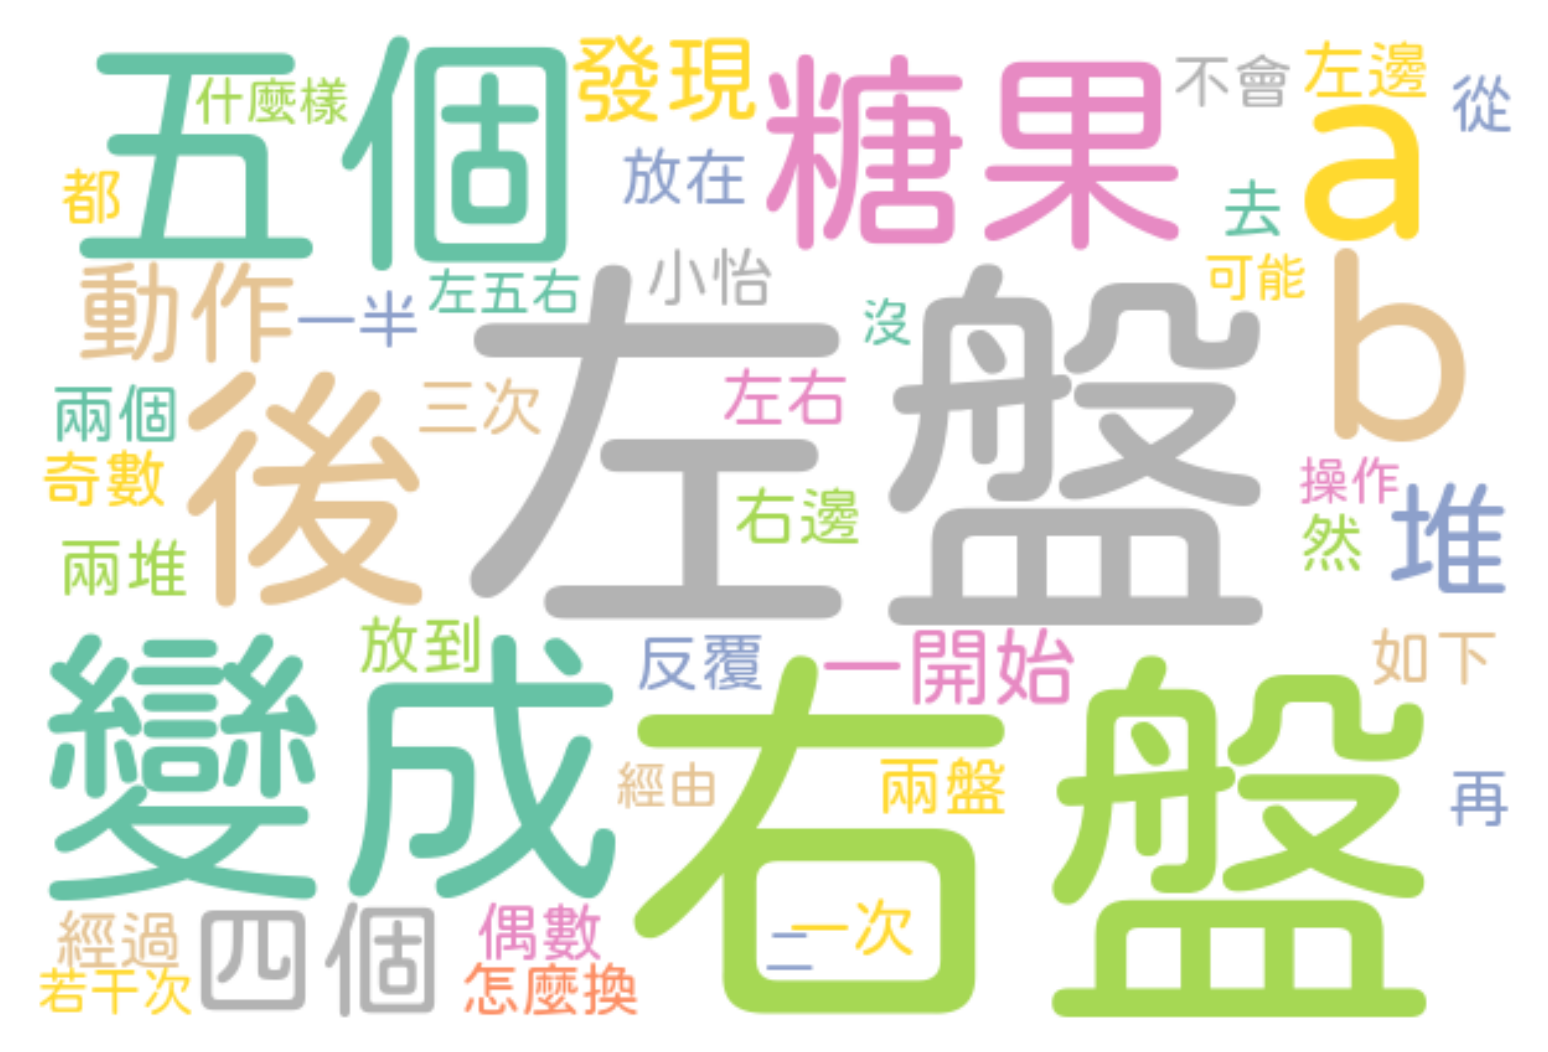 五個
什麼樣
發現
糖果
不會
左邊
從
都
放在
去
a
動作
一半
左五右
小怡
沒
可能
b
兩個
後
三次
左盤
左右
奇數
右邊
操作
然
堆
兩堆
變成
放到
反覆
一開始
如下
右盤
經由
兩盤
再
經過
四個
偶數
一次
二
若干次
怎麼換